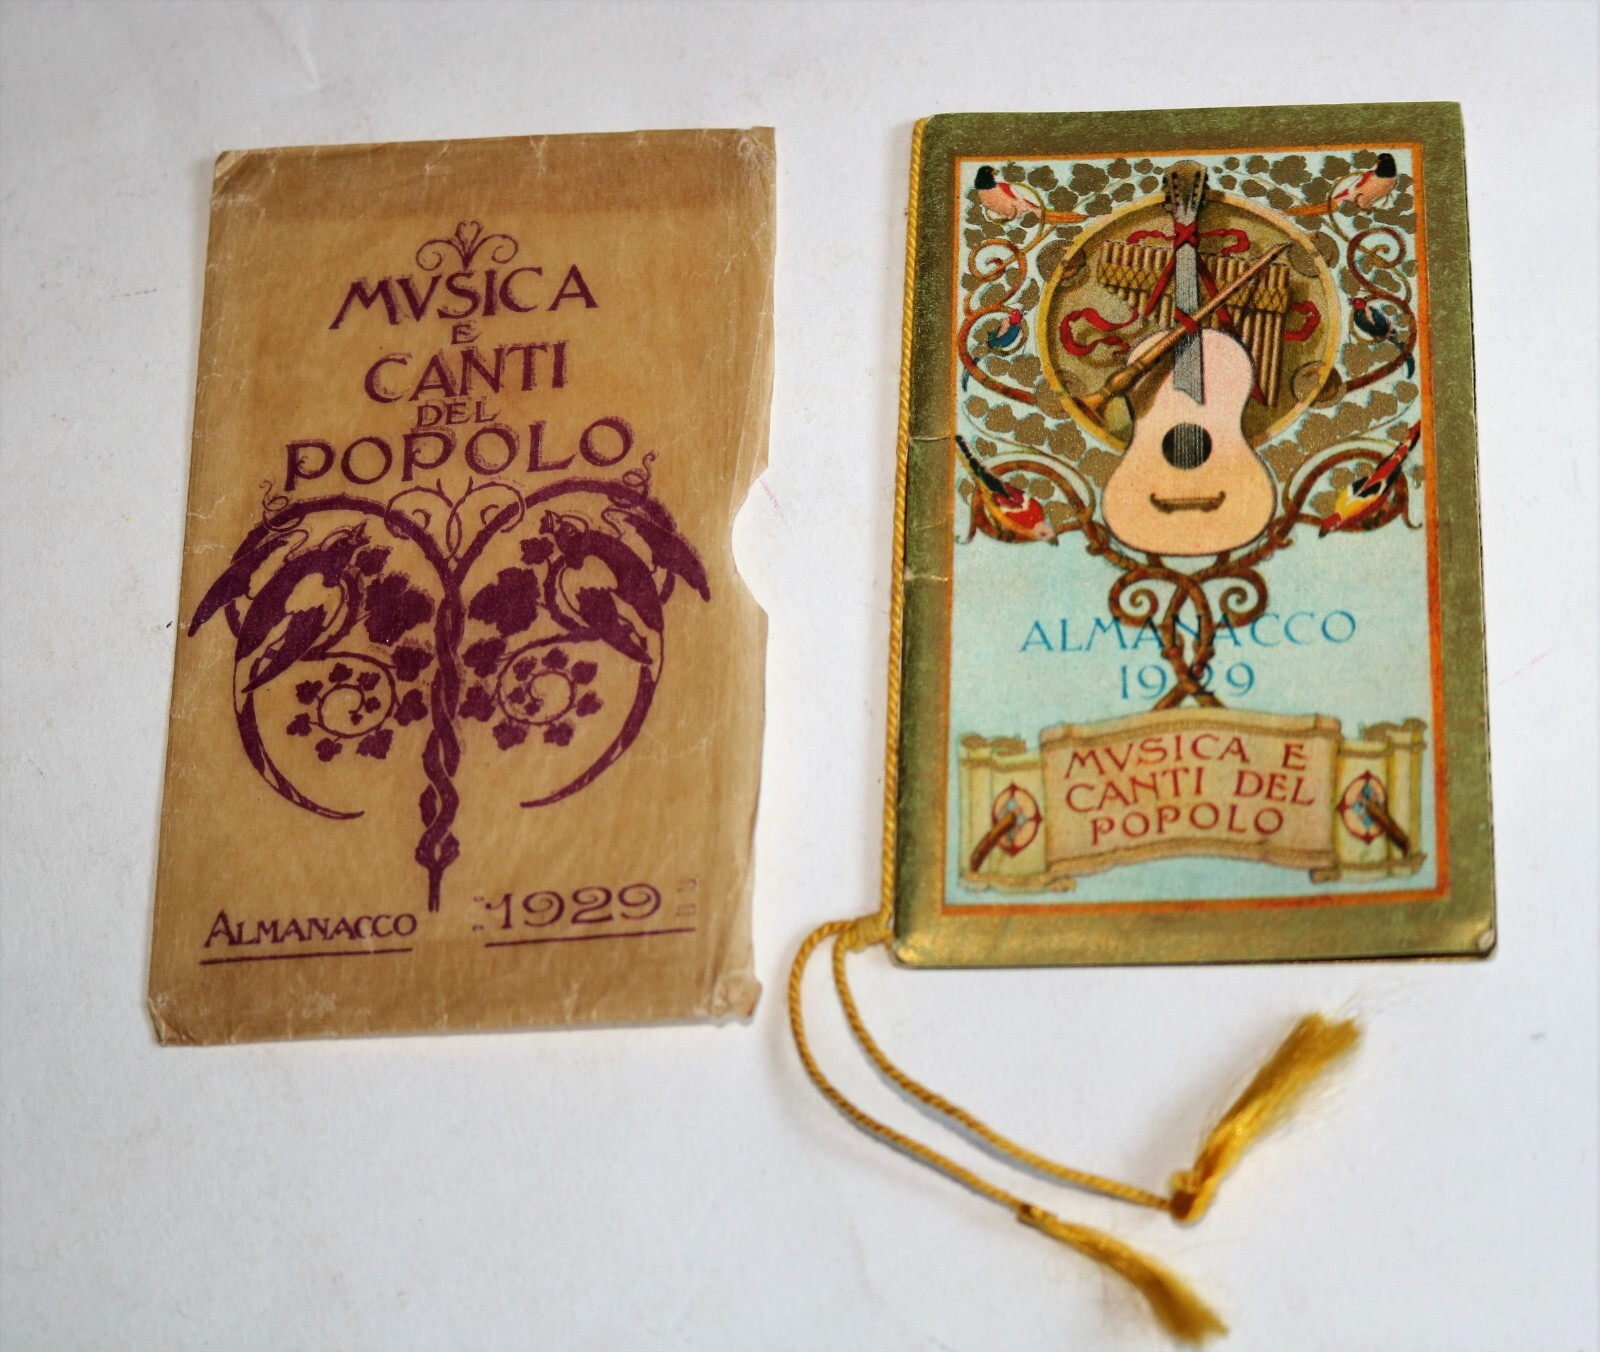 MVSICA
E
CANTI
DEL
POPOLO
ALMANACCO 1929
ALMANACCO
1929
MVSICA E
CANTI DEL
POPOLO